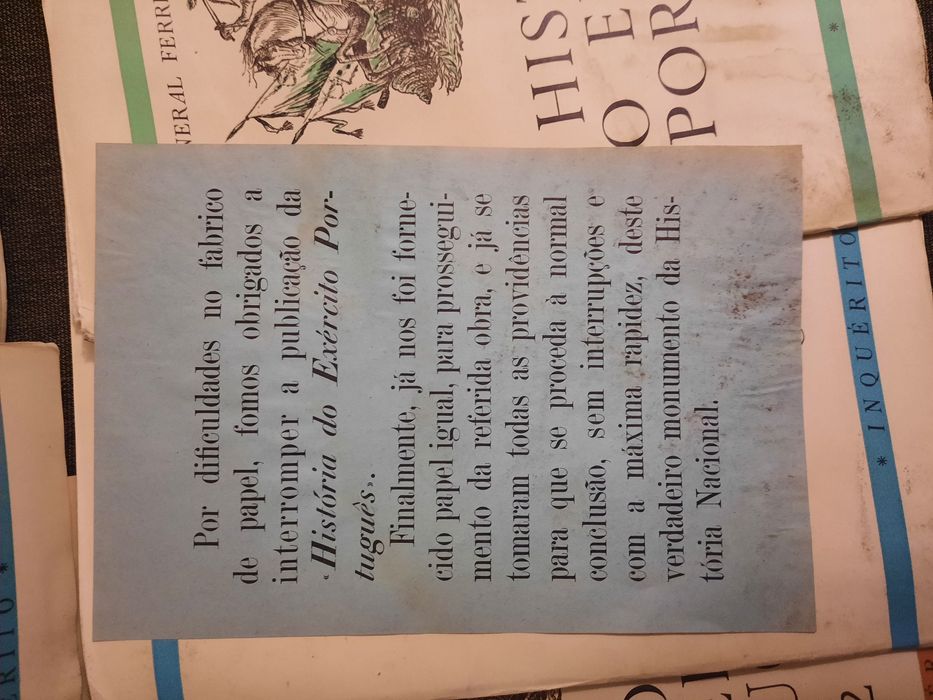 Por dificuldades no fabrico
de papel, fomos obrigados a
interromper a publicação da
«História do Exército Por-
tuguês».
Finalmente, já nos foi forne-
cido papel igual, para prossegui-
mento da referida obra, e já se
tomaram todas as providências
para que se proceda à normal
conclusão, sem interrupções e
com a máxima rapidez, deste
verdadeiro monumento da His-
tória Nacional.
NERAL FERR
HIS
O E
POR
* INQUÉRITO
*
ERITO *